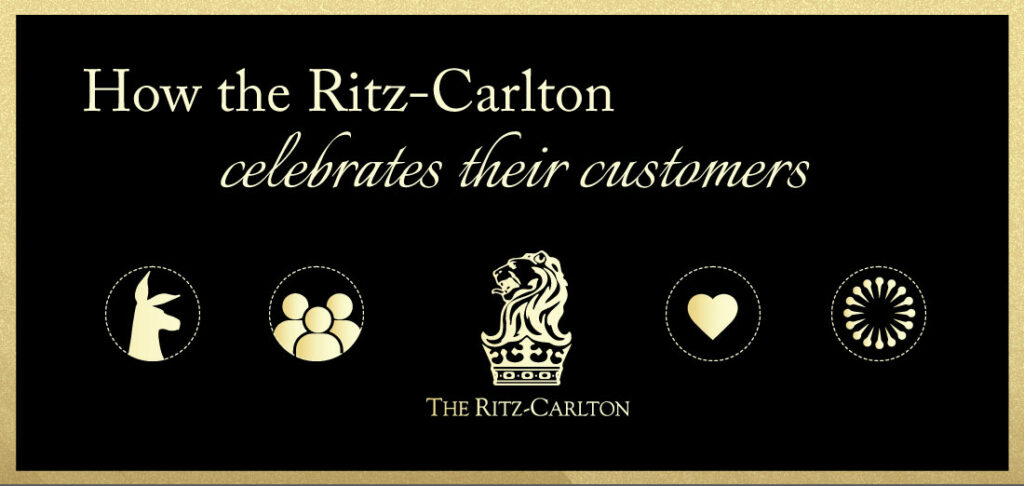 How the Ritz-Carlton
celebrates their customers
THE RITZ-CARLTON